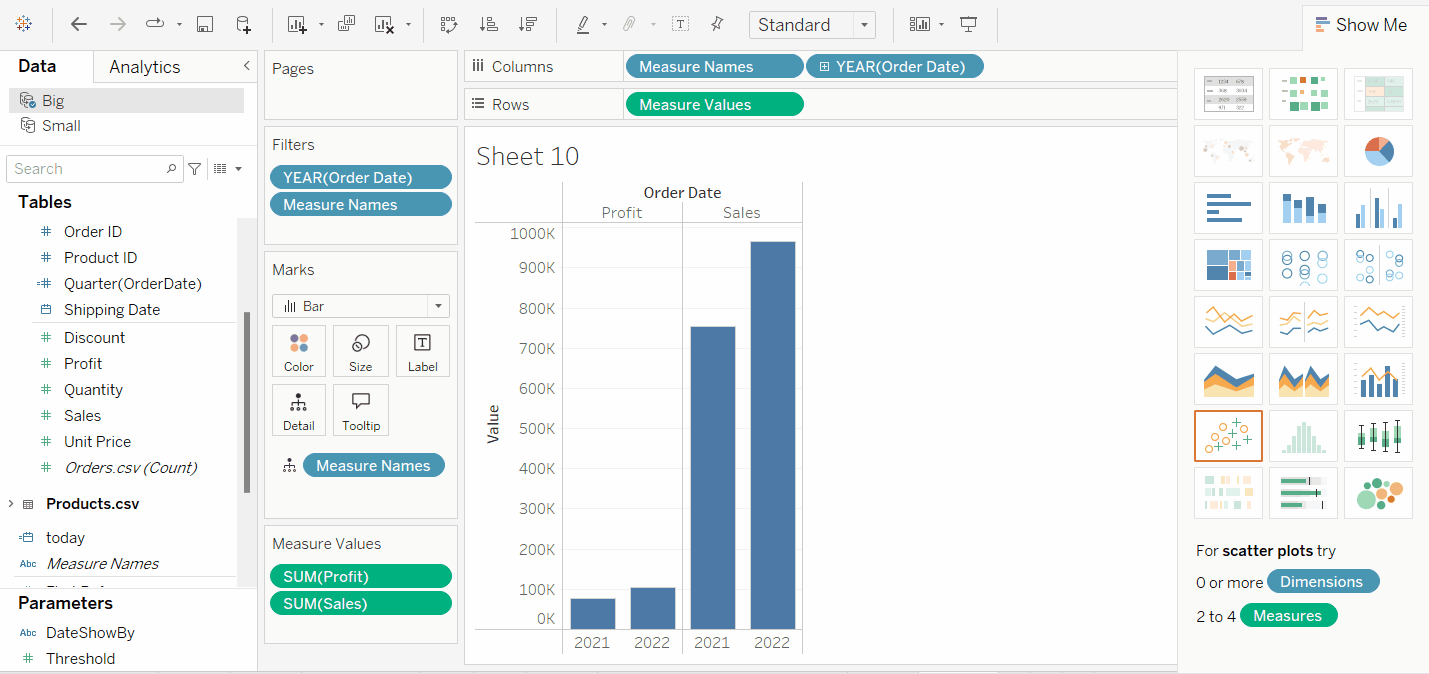 Standard
Show Me
Data
Analytics
Big
Small
Search
Tables
Order ID
Product ID
Quarter(OrderDate)
Shipping Date
Discount
Profit
Quantity
Sales
Unit Price
Orders.csv (Count)
Products.csv
today
Abc Measure Names
Parameters
Abc DateShowBy
Threshold
Pages
Filters
YEAR(Order Date)
Measure Names
Marks
Bar
Color Size Label
Detail Tooltip
Measure Names
Measure Values
SUM(Profit)
SUM(Sales)
Columns Measure Names YEAR(Order Date)
Rows Measure Values
Sheet 10
Order Date
Profit Sales
1000K
900K
800K
700K
600K
500K
400K
300K
200K
100K
0K
Value
2021 2022 2021 2022
For scatter plots try
0 or more Dimensions
2 to 4 Measures